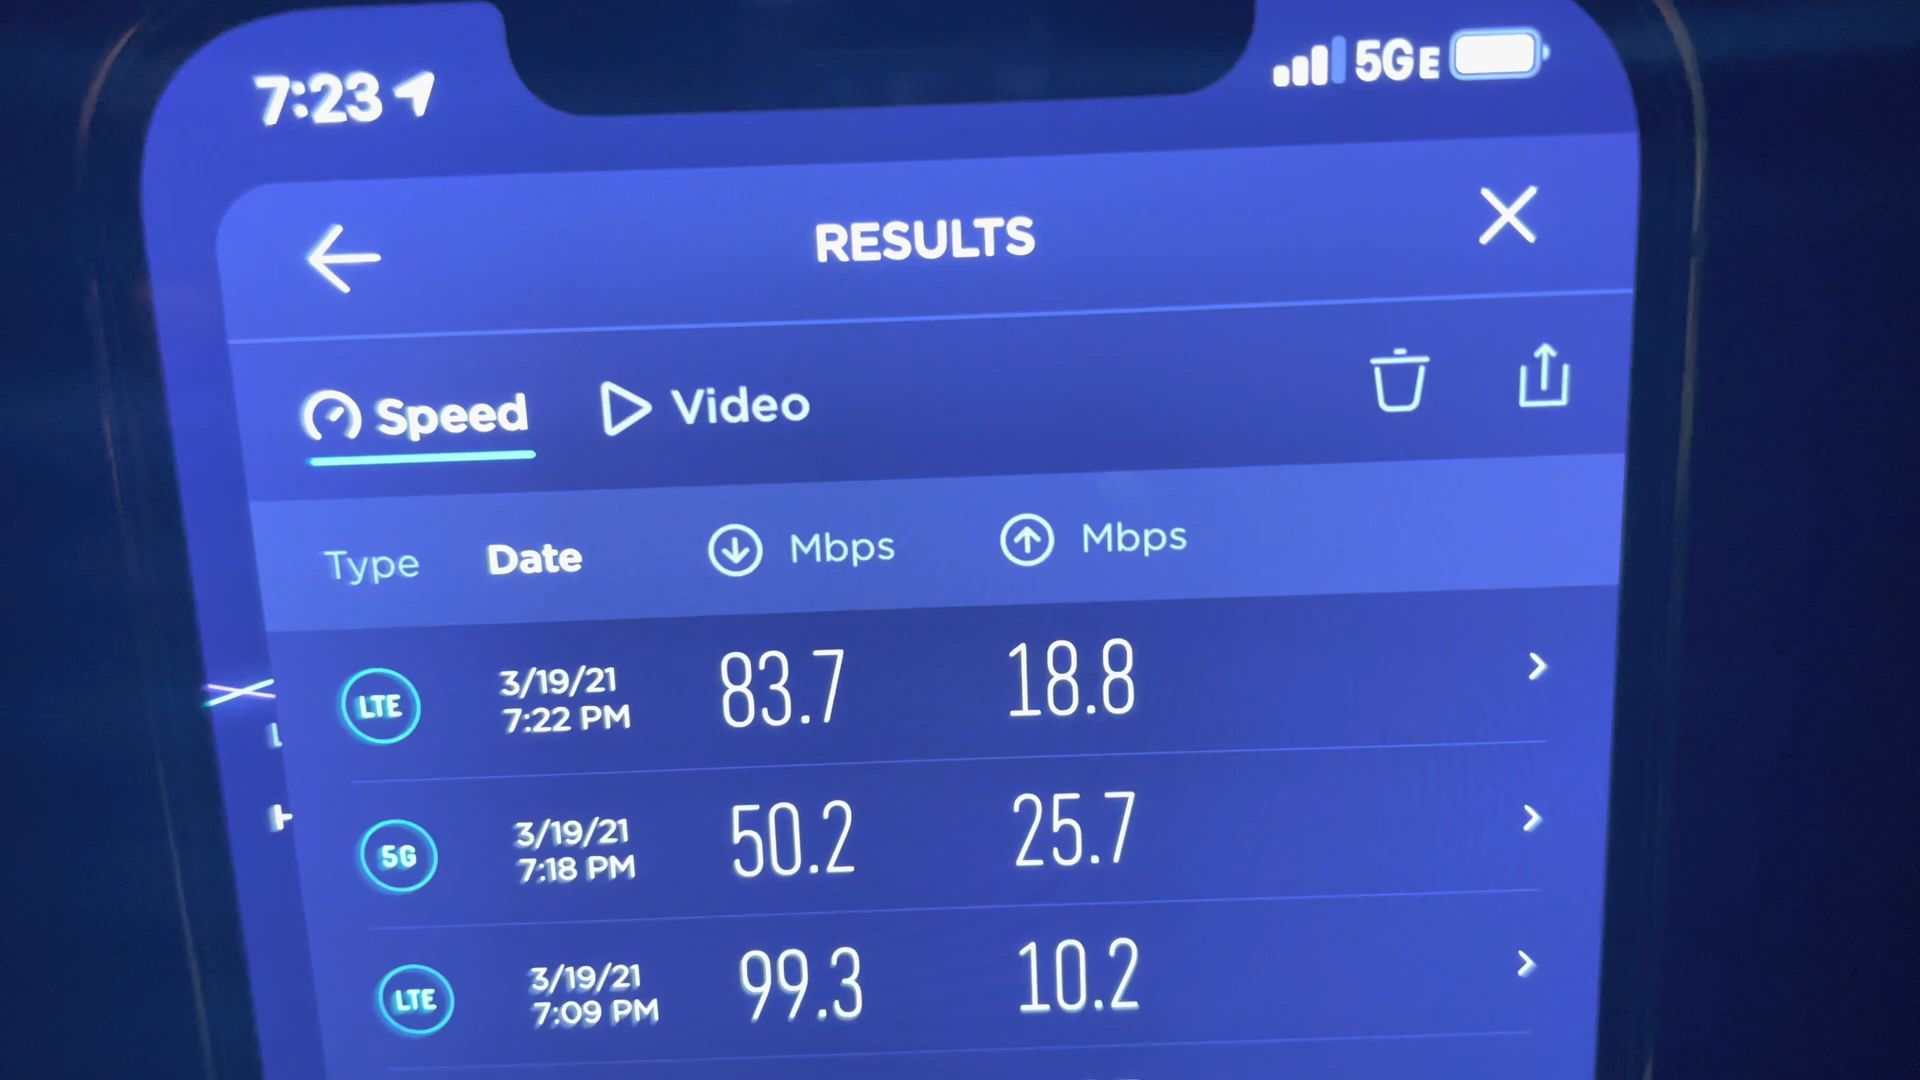 7:23 5GE
RESULTS
Speed Video
Type Date Mbps Mbps
LTE 3/19/21 7:22 PM 83.7 18.8
5G 3/19/21 7:18 PM 50.2 25.7
LTE 3/19/21 7:09 PM 99.3 10.2